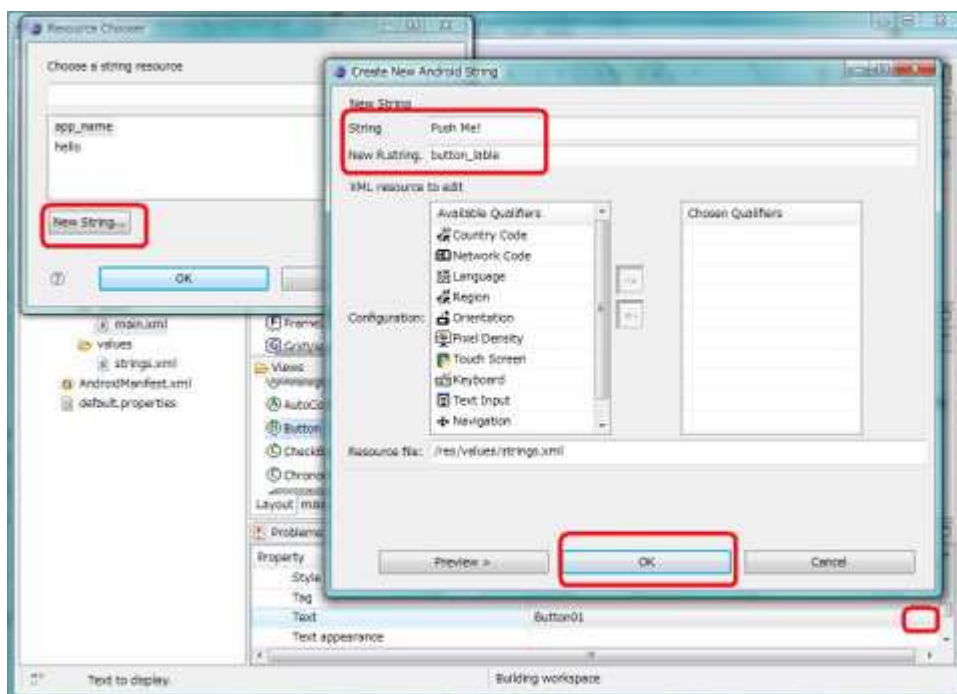 Resource Chooser
Choose a string resource
app_name
hello
New String...
OK
Create New Android String
New String
String Push Me!
New R.string. button_lable
XML resource to edit
Configuration:
Available Qualifiers
Country Code
Network Code
Language
Region
Orientation
Pixel Density
Touch Screen
Keyboard
Text Input
Navigation
Chosen Qualifiers
Resource file: /res/values/strings.xml
Preview >
OK
Cancel
main.xml
values
strings.xml
AndroidManifest.xml
default.properties
Views
Button
Layout
Problems
Property
Style
Tag
Text Button01
Text appearance
Text to display.
Building workspace